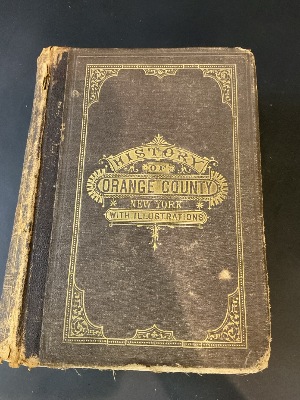 HISTORY
OF
ORANGE COUNTY
NEW YORK
WITH ILLUSTRATIONS